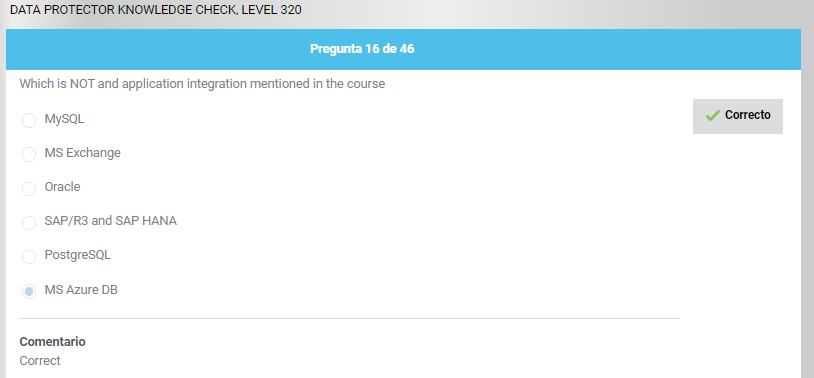 DATA PROTECTOR KNOWLEDGE CHECK, LEVEL 320
Pregunta 16 de 46
Which is NOT and application integration mentioned in the course
Correcto
MySQL
MS Exchange
Oracle
SAP/R3 and SAP HANA
PostgreSQL
MS Azure DB
Comentario
Correct